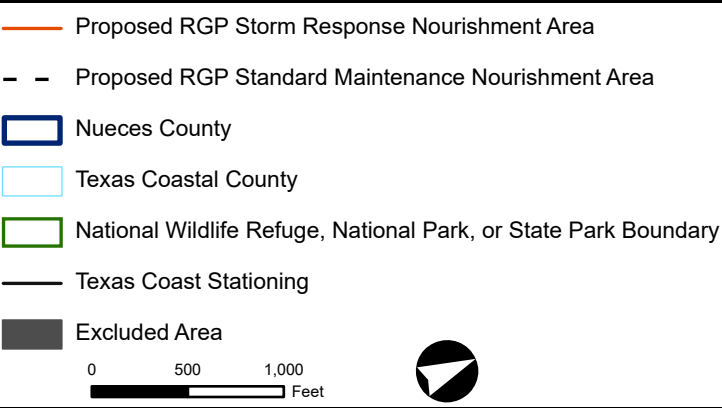 Proposed RGP Storm Response Nourishment Area
Proposed RGP Standard Maintenance Nourishment Area
Nueces County
Texas Coastal County
National Wildlife Refuge, National Park, or State Park Boundary
Texas Coast Stationing
Excluded Area
0 500 1,000
Feet